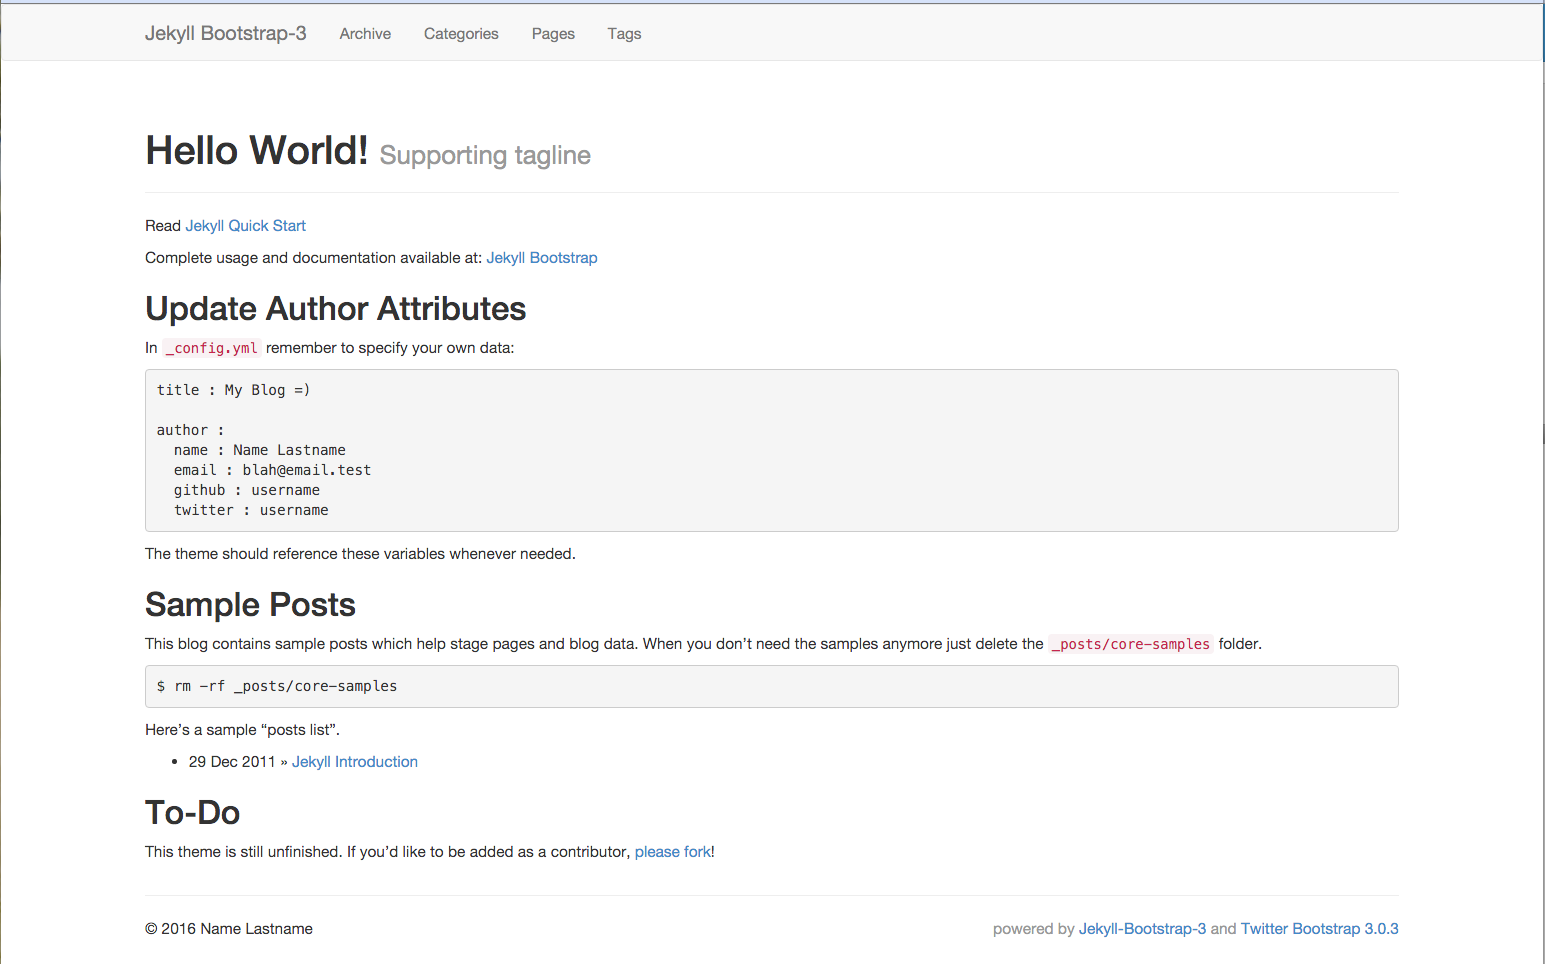 Jekyll Bootstrap-3 Archive Categories Pages Tags
Hello World! Supporting tagline
Read Jekyll Quick Start
Complete usage and documentation available at: Jekyll Bootstrap
Update Author Attributes
In _config.yml remember to specify your own data:
title : My Blog =)
author :
name : Name Lastname
email : blah@email.test
github : username
twitter : username
The theme should reference these variables whenever needed.
Sample Posts
This blog contains sample posts which help stage pages and blog data. When you don’t need the samples anymore just delete the _posts/core-samples folder.
$ rm -rf _posts/core-samples
Here’s a sample “posts list”.
• 29 Dec 2011 » Jekyll Introduction
To-Do
This theme is still unfinished. If you’d like to be added as a contributor, please fork!
© 2016 Name Lastname powered by Jekyll-Bootstrap-3 and Twitter Bootstrap 3.0.3